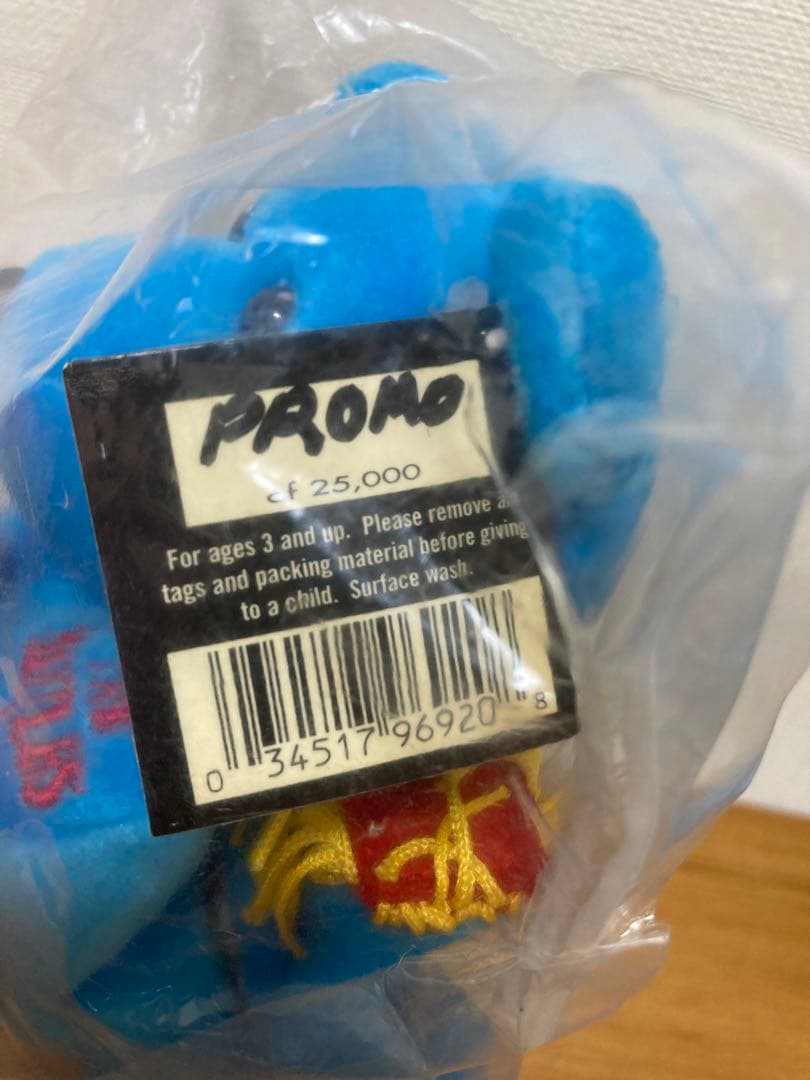 PROMO
of 25,000
For ages 3 and up. Please remove
tags and packing material before giving
to a child. Surface wash.
0 34517 96920 8